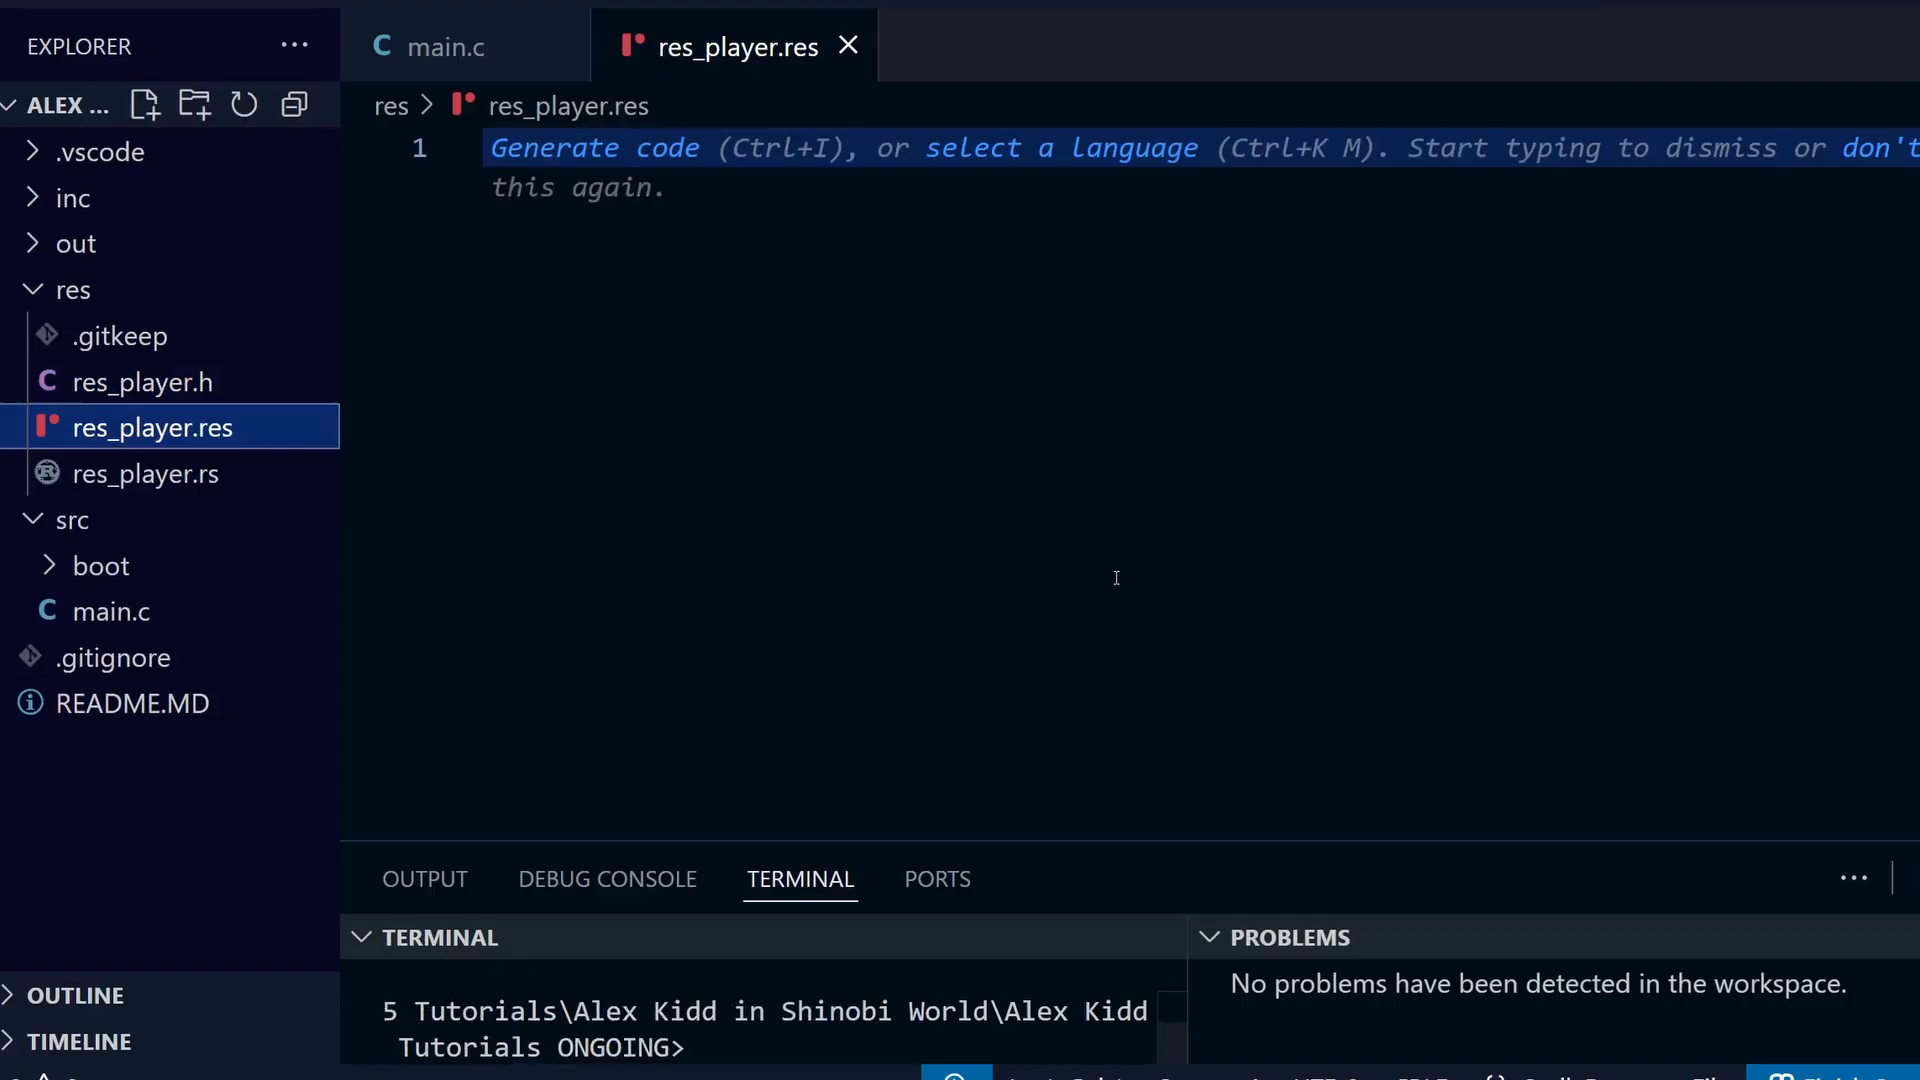 EXPLORER
main.c
res_player.res
ALEX ...
res > res_player.res
.vscode
1
Generate code (Ctrl+I), or select a language (Ctrl+K M). Start typing to dismiss or don't
this again.
inc
out
res
.gitkeep
res_player.h
res_player.res
res_player.rs
src
boot
main.c
.gitignore
README.MD
OUTPUT
DEBUG CONSOLE
TERMINAL
PORTS
TERMINAL
PROBLEMS
No problems have been detected in the workspace.
5 Tutorials\Alex Kidd in Shinobi World\Alex Kidd
Tutorials ONGOING>
OUTLINE
TIMELINE